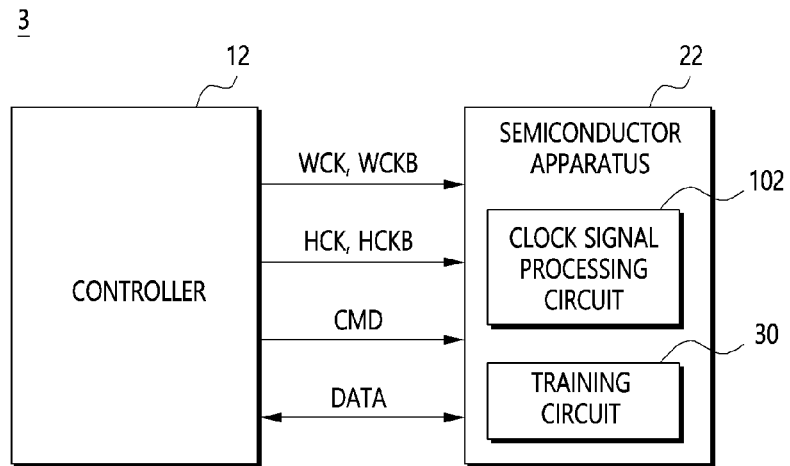 3
12
22
SEMICONDUCTOR
APPARATUS
WCK, WCKB
102
HCK, HCKB
CLOCK SIGNAL
PROCESSING
CIRCUIT
CONTROLLER
CMD
30
DATA
TRAINING
CIRCUIT